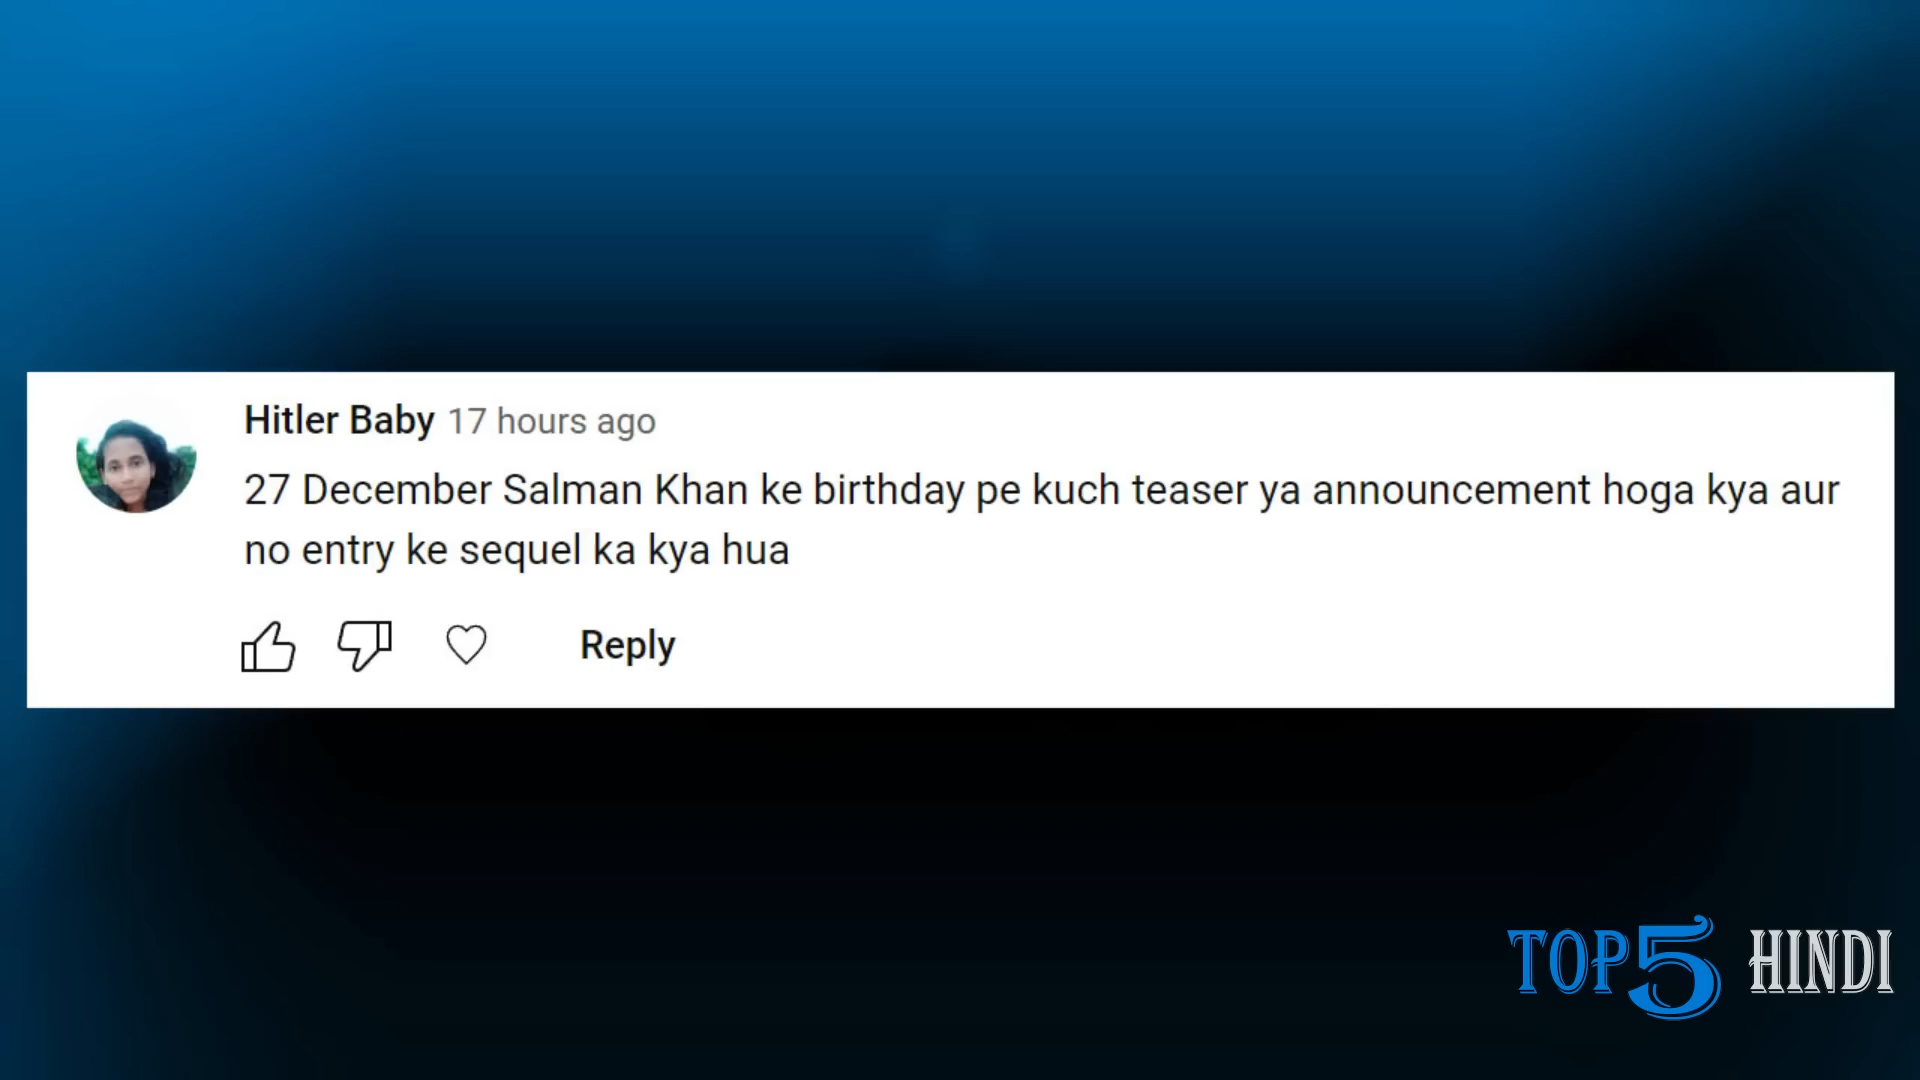 Hitler Baby 17 hours ago
27 December Salman Khan ke birthday pe kuch teaser ya announcement hoga kya aur
no entry ke sequel ka kya hua
Reply
TOP5 HINDI